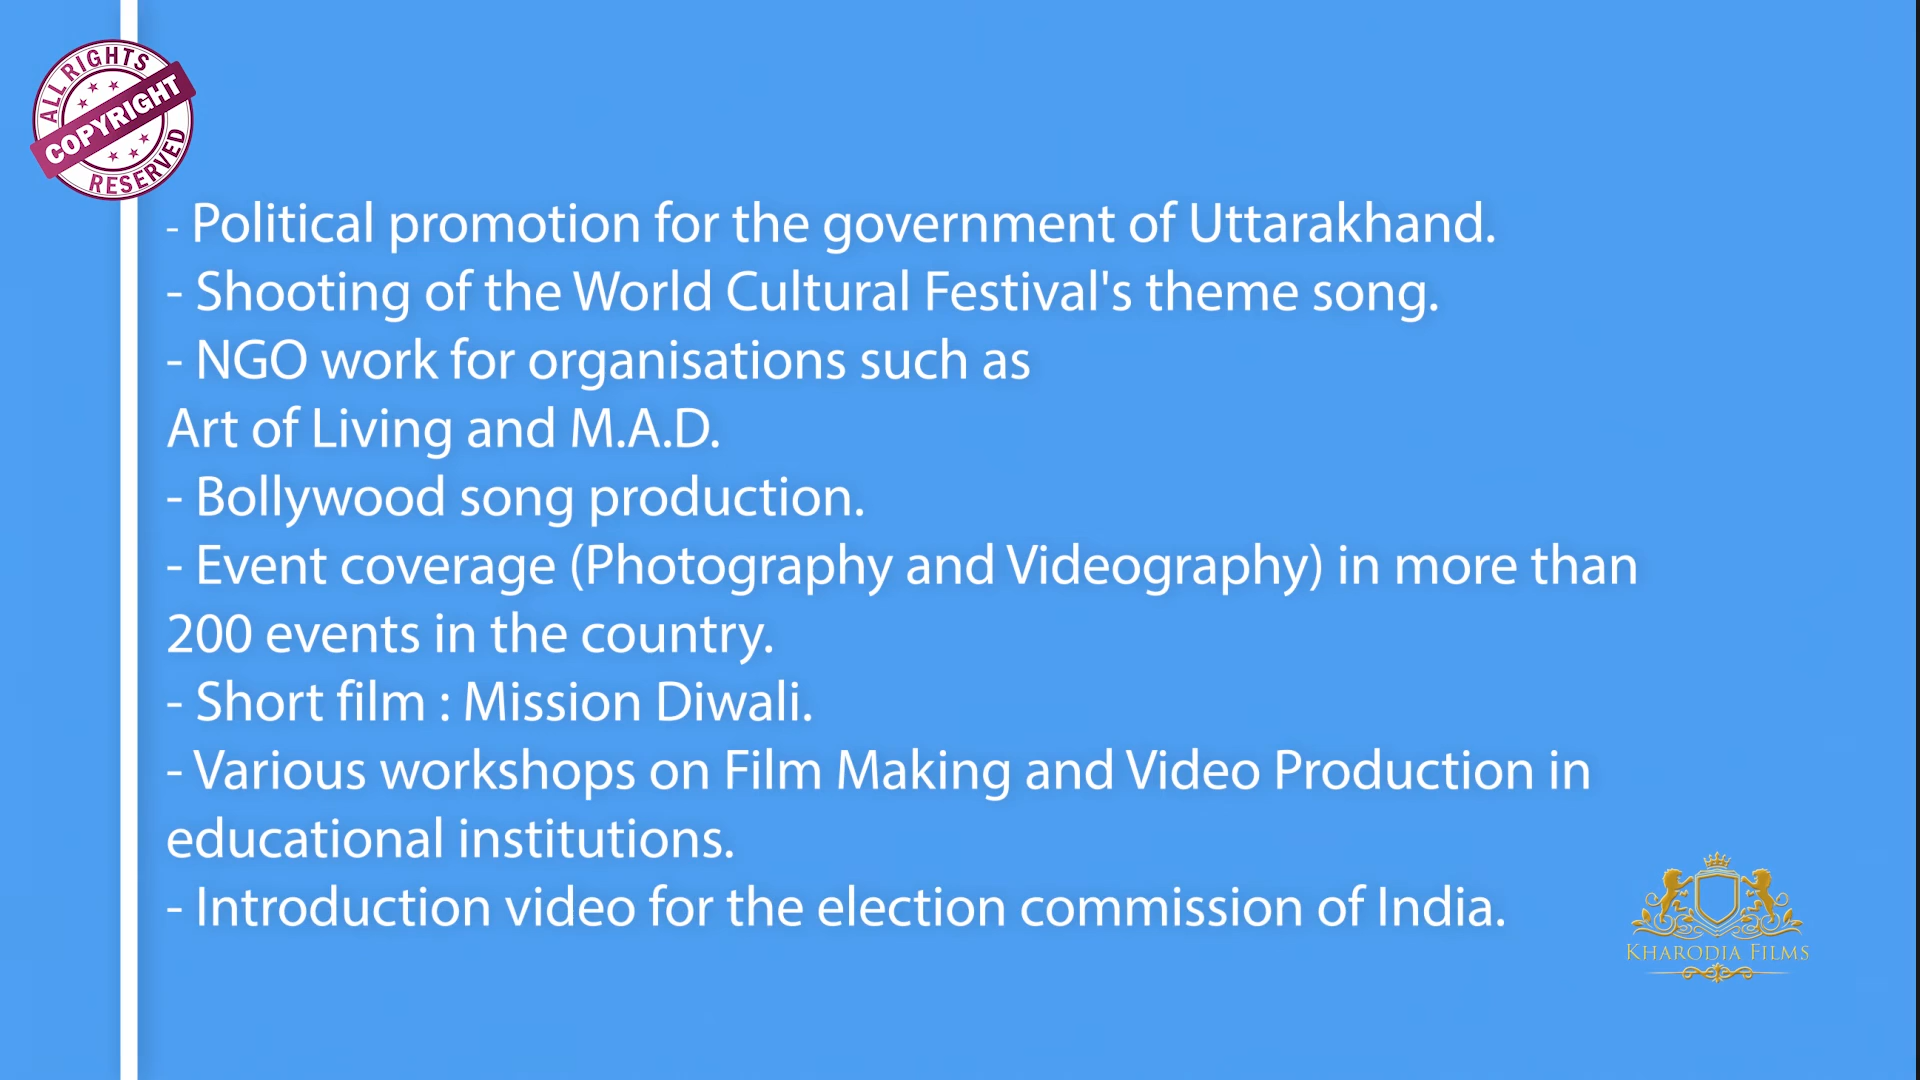 ALL RIGHTS
COPYRIGHT
RESERVED
- Political promotion for the government of Uttarakhand.
- Shooting of the World Cultural Festival's theme song.
- NGO work for organisations such as
Art of Living and M.A.D.
- Bollywood song production.
- Event coverage (Photography and Videography) in more than
200 events in the country.
- Short film : Mission Diwali.
- Various workshops on Film Making and Video Production in
educational institutions.
- Introduction video for the election commission of India.
KHARODIA FILMS